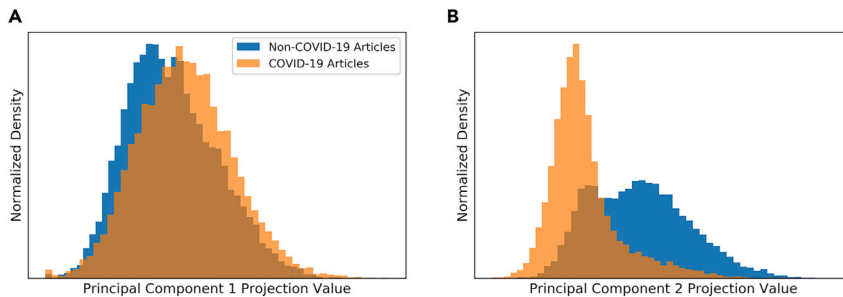 A
B
Non-COVID-19 Articles
COVID-19 Articles
Normalized Density
Normalized Density
Principal Component 1 Projection Value
Principal Component 2 Projection Value